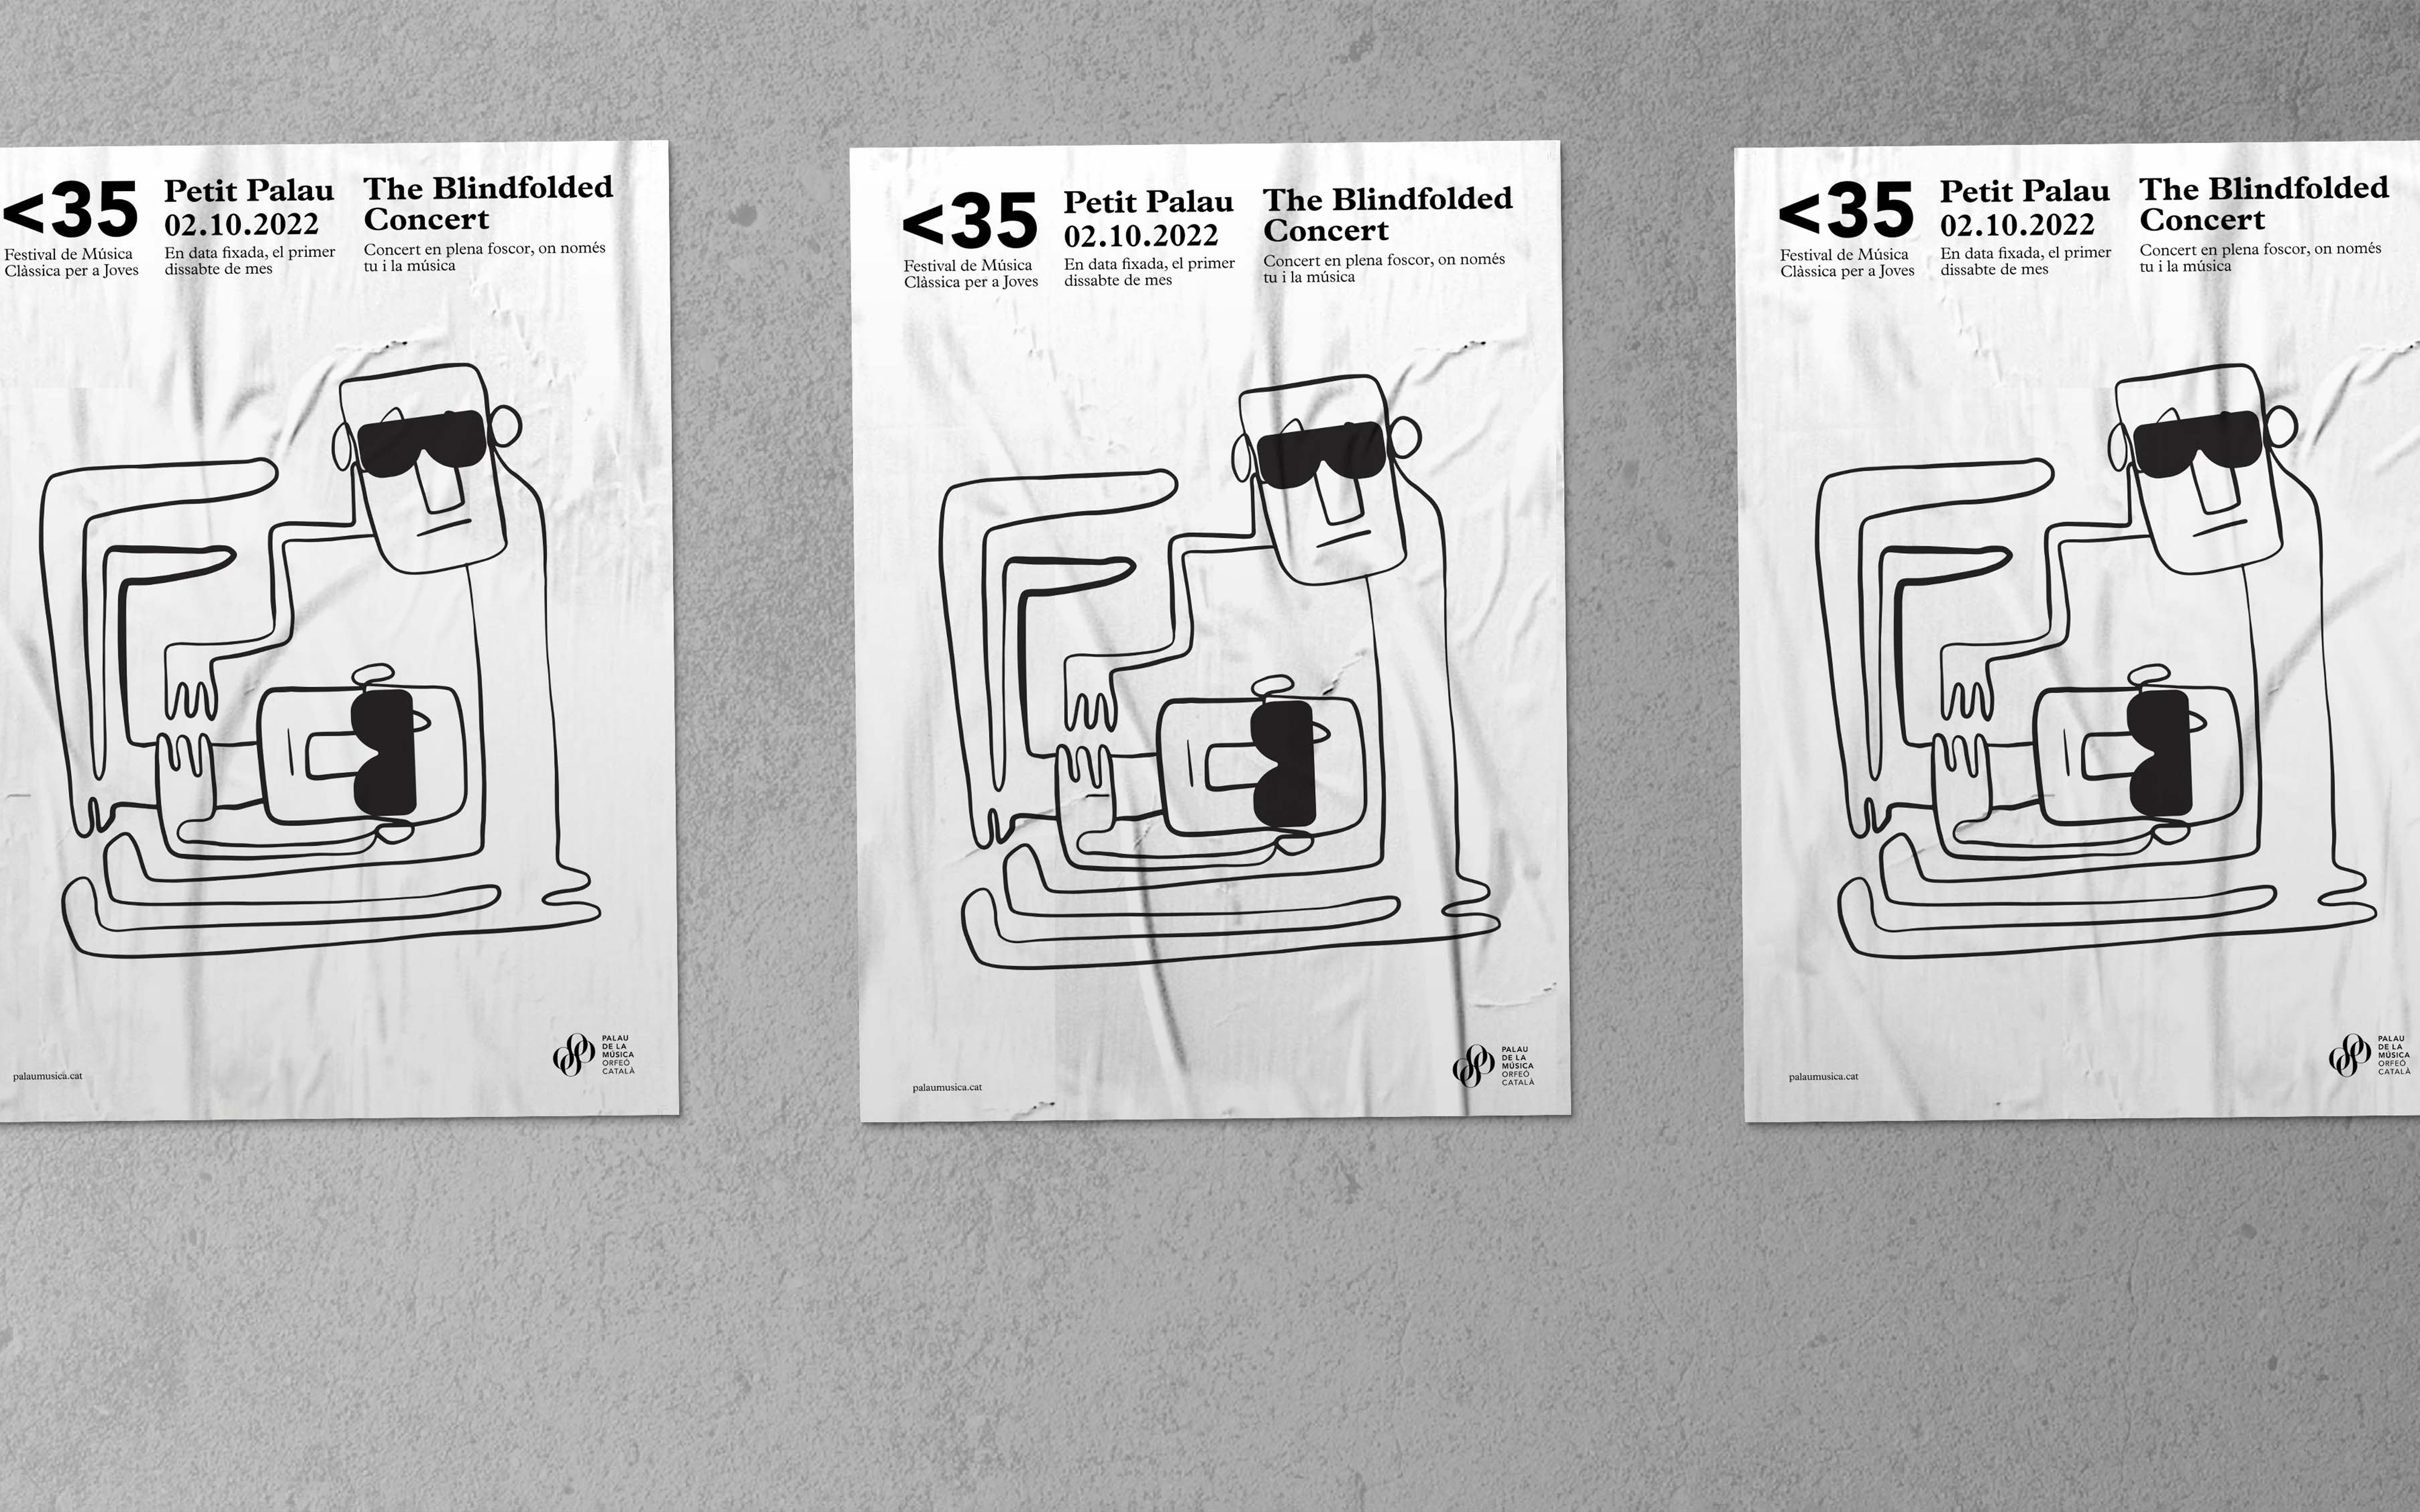 <35
Festival de Música
Clàssica per a Joves
Petit Palau
02.10.2022
En data fixada, el primer
dissabte de mes
The Blindfolded
Concert
Concert en plena foscor, on només
tu i la música
palaumusica.cat
PALAU
DE LA
MÚSICA
ORFEÓ
CATALÀ
<35
Festival de Música
Clàssica per a Joves
Petit Palau
02.10.2022
En data fixada, el primer
dissabte de mes
The Blindfolded
Concert
Concert en plena foscor, on només
tu i la música
palaumusica.cat
PALAU
DE LA
MÚSICA
ORFEÓ
CATALÀ
<35
Festival de Música
Clàssica per a Joves
Petit Palau
02.10.2022
En data fixada, el primer
dissabte de mes
The Blindfolded
Concert
Concert en plena foscor, on només
tu i la música
palaumusica.cat
PALAU
DE LA
MÚSICA
ORFEÓ
CATALÀ